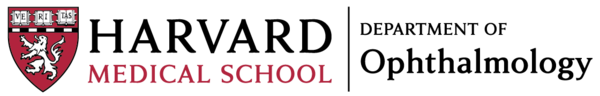 VE RI TAS
HARVARD
MEDICAL SCHOOL
DEPARTMENT OF
Ophthalmology